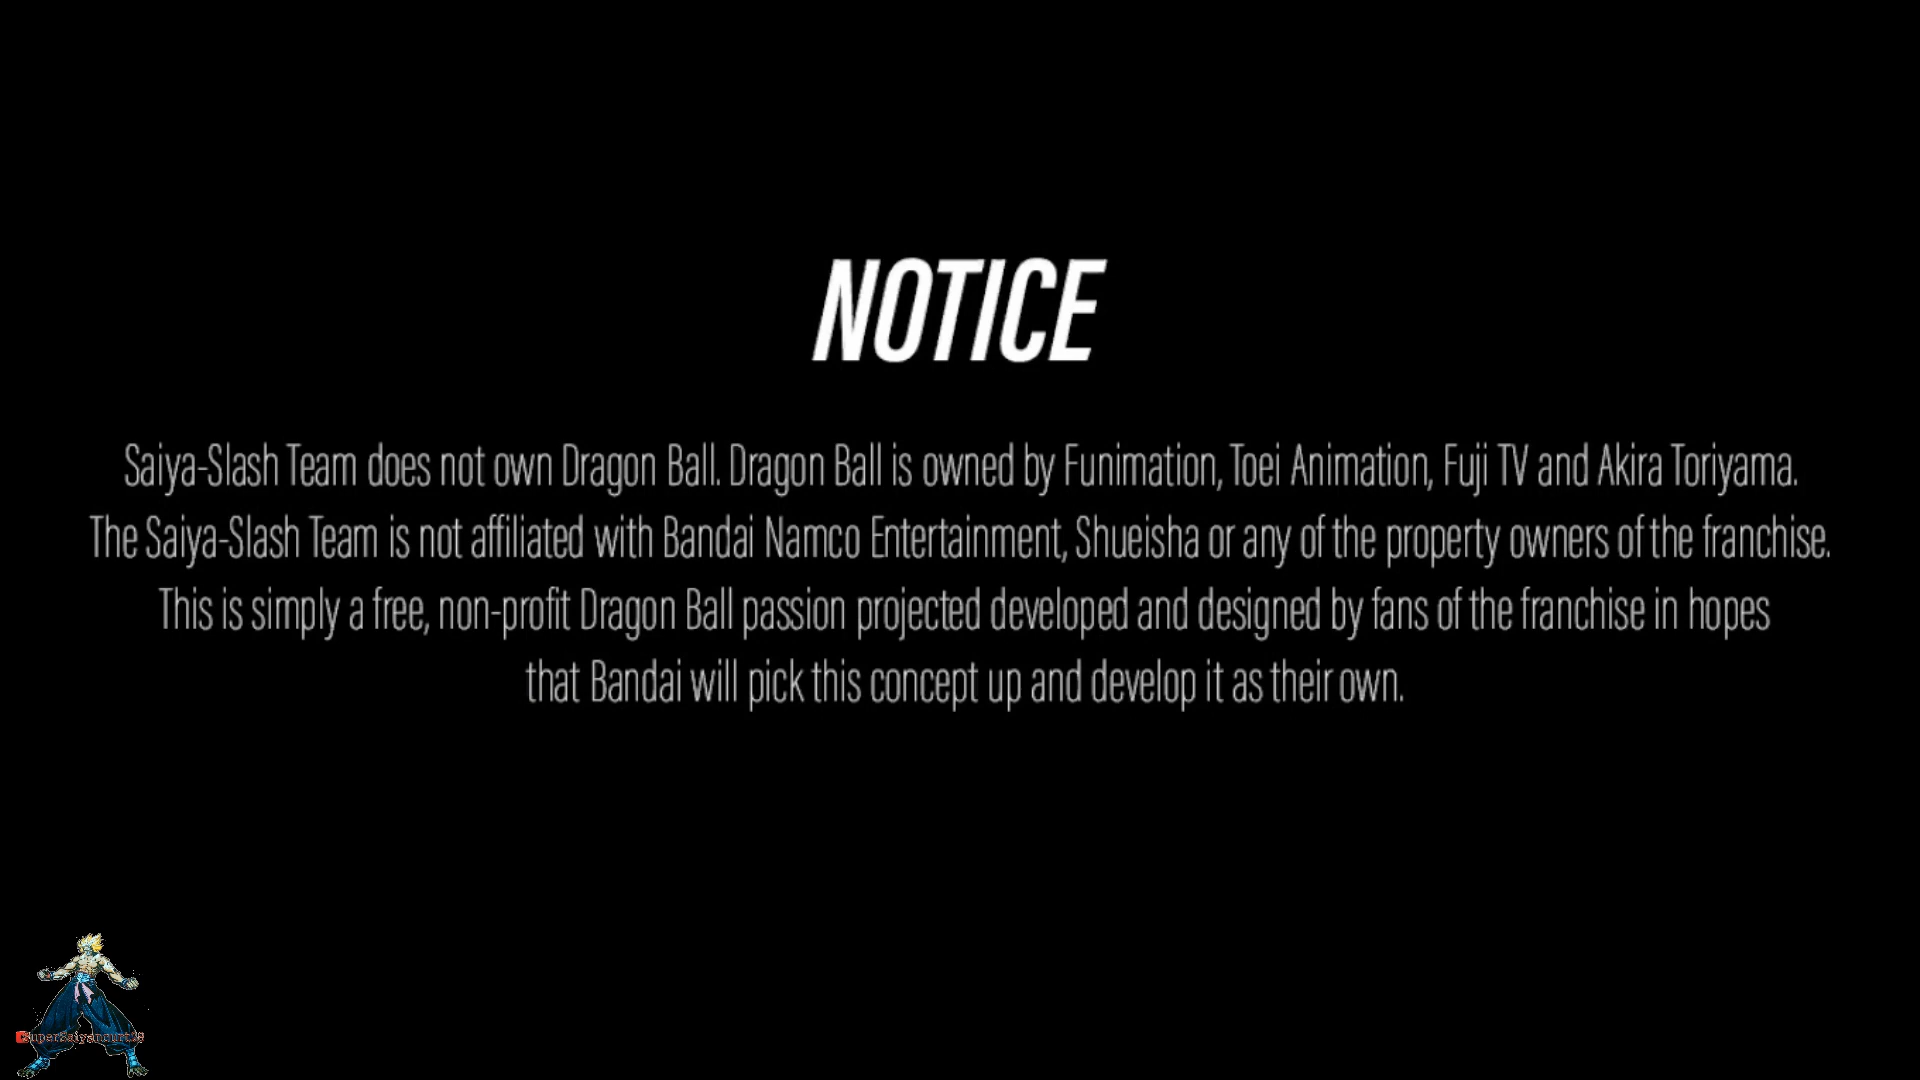 NOTICE
Saiya-Slash Team does not own Dragon Ball. Dragon Ball is owned by Funimation, Toei Animation, Fuji TV and Akira Toriyama.
The Saiya-Slash Team is not affiliated with Bandai Namco Entertainment, Shueisha or any of the property owners of the franchise.
This is simply a free, non-profit Dragon Ball passion projected developed and designed by fans of the franchise in hopes
that Bandai will pick this concept up and develop it as their own.